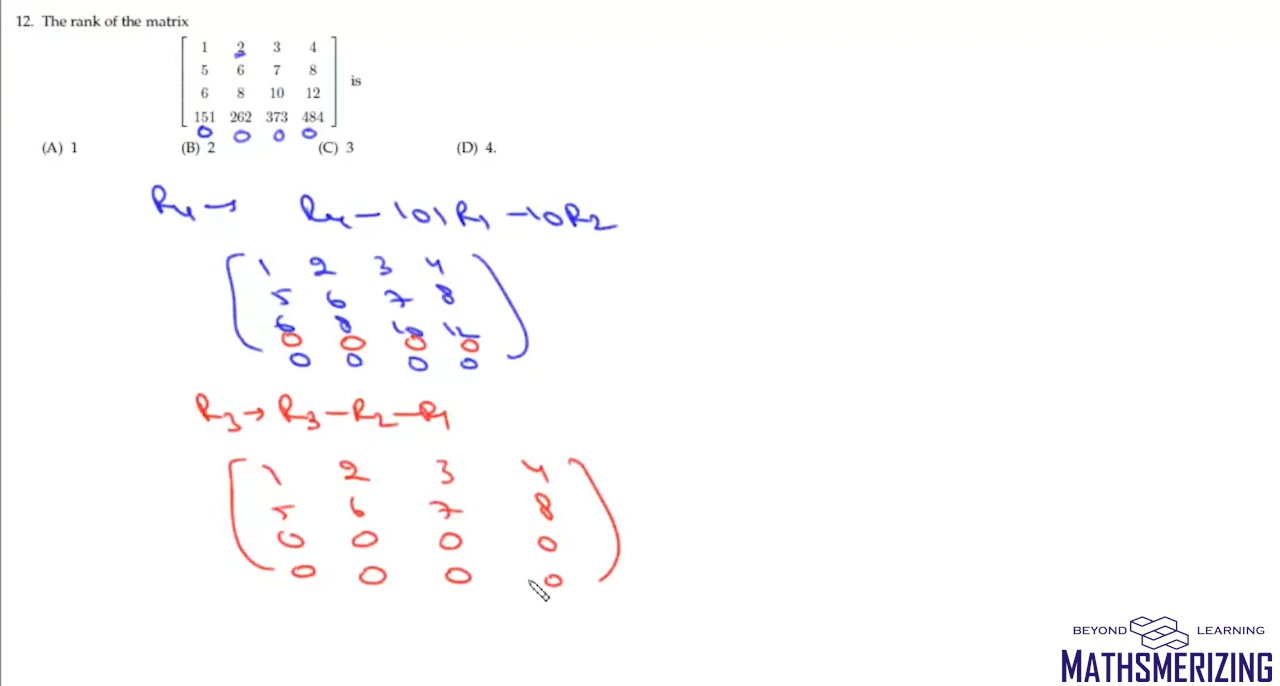 12. The rank of the matrix
1 2 3 4
5 6 7 8
6 8 10 12
151 262 373 484
is
0 0 0 0
(A) 1 (B) 2 (C) 3 (D) 4.
R4 → R4 - 101R1 - 10R2
1 2 3 4
5 6 7 8
6 8 10 12
0 0 0 0
0 0 0 0
R3 → R3 - R2 - R1
1 2 3 4
5 6 7 8
0 0 0 0
0 0 0 0
BEYOND LEARNING
MATHSMERIZING